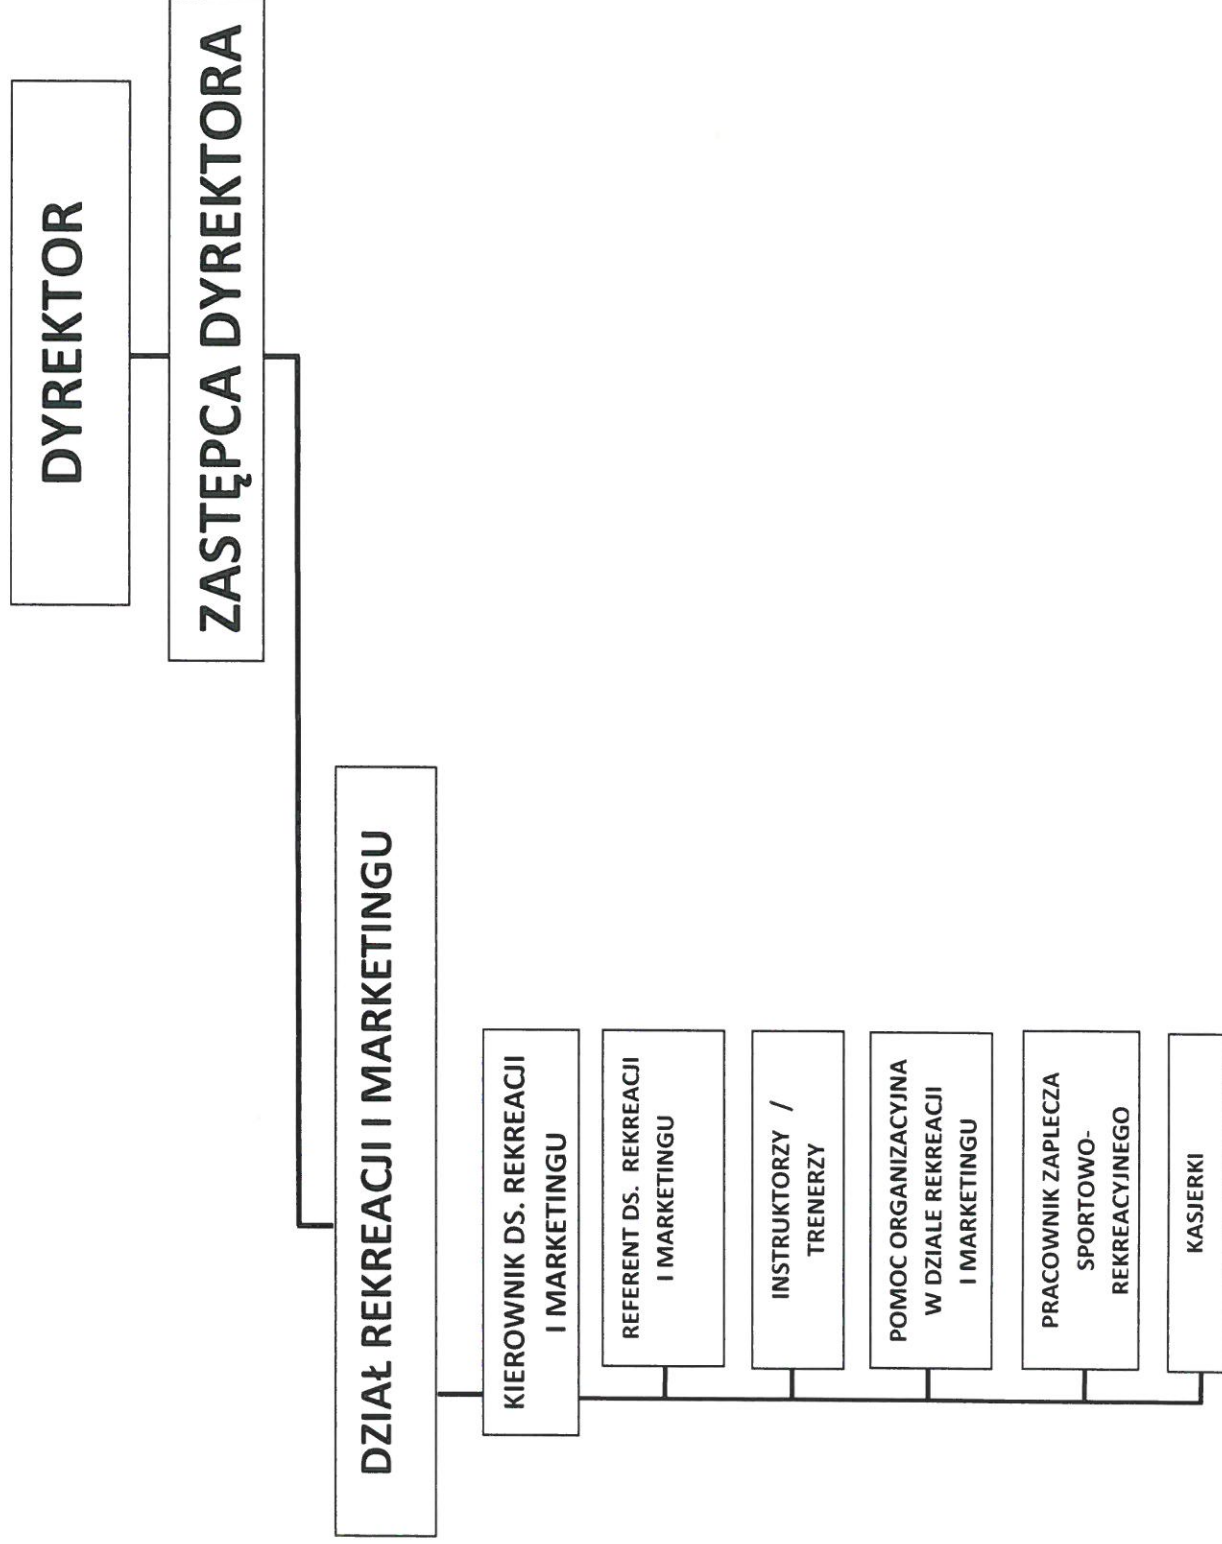 DYREKTOR
ZASTĘPCA DYREKTORA
DZIAŁ REKREACJI I MARKETINGU
KIEROWNIK DS. REKREACJI
I MARKETINGU
REFERENT DS. REKREACJI
I MARKETINGU
INSTRUKTORZY /
TRENERZY
POMOC ORGANIZACYJNA
W DZIALE REKREACJI
I MARKETINGU
PRACOWNIK ZAPLECZA
SPORTOWO-
REKREACYJNEGO
KASJERKI